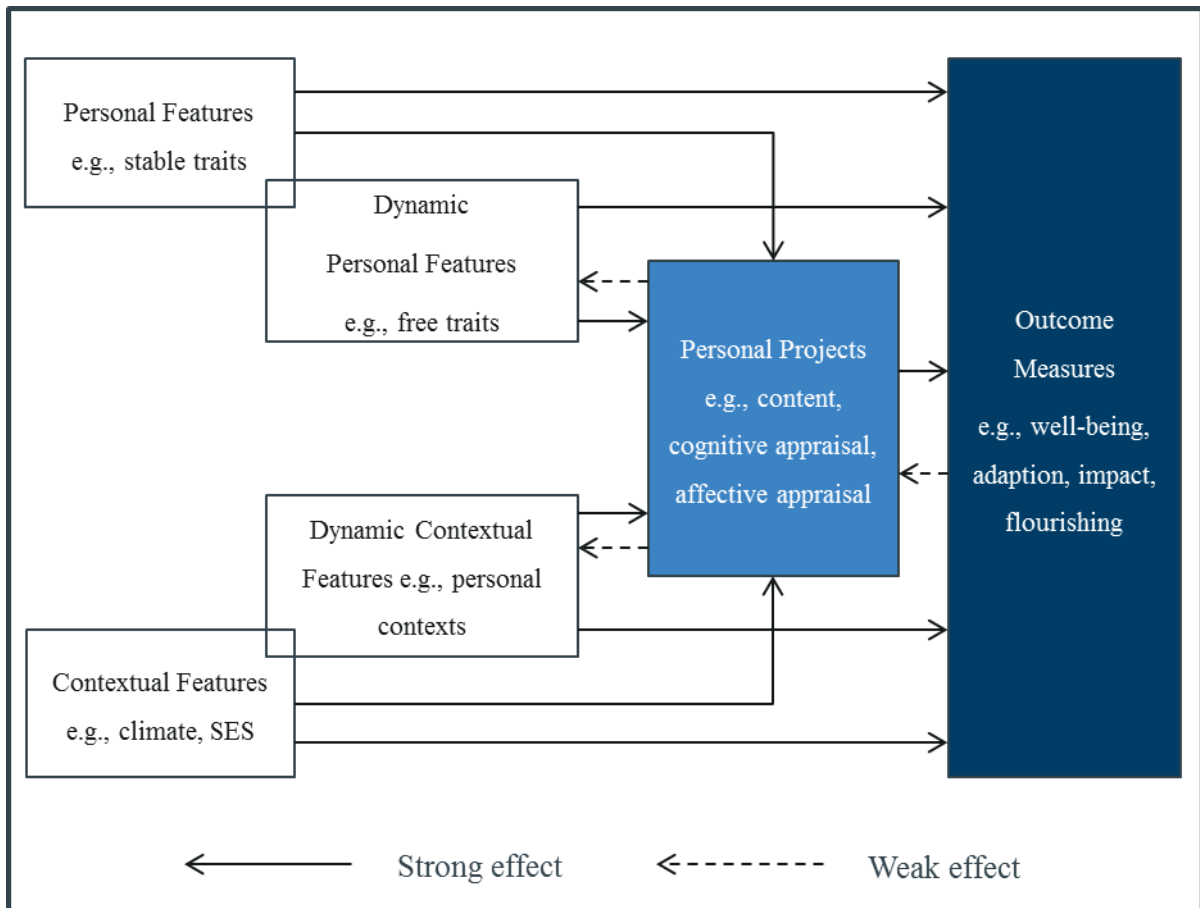 Personal Features
e.g., stable traits
Dynamic
Personal Features
e.g., free traits
Personal Projects
e.g., content,
cognitive appraisal,
affective appraisal
Outcome
Measures
e.g., well-being,
adaption, impact,
flourishing
Dynamic Contextual
Features e.g., personal
contexts
Contextual Features
e.g., climate, SES
Strong effect
Weak effect